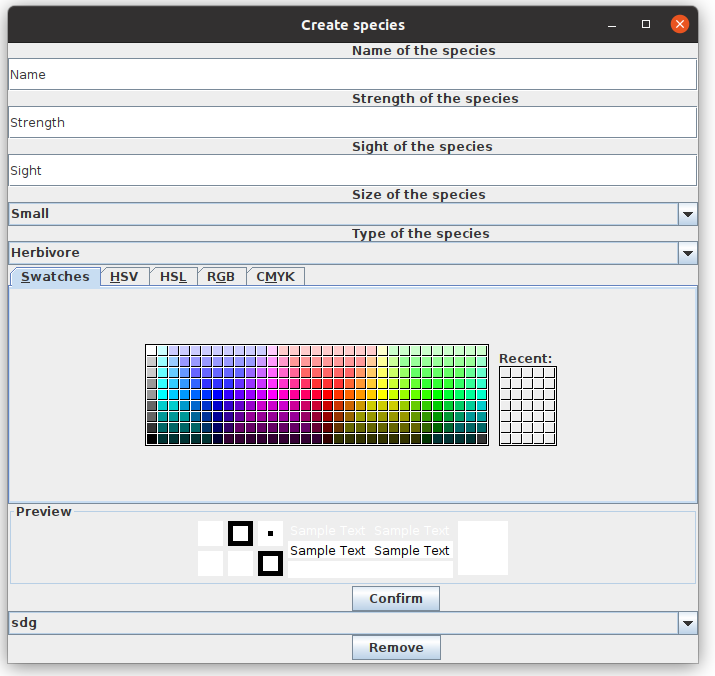 Create species
Name of the species
Name
Strength of the species
Strength
Sight of the species
Sight
Size of the species
Small
Type of the species
Herbivore
Swatches HSV HSL RGB CMYK
Recent:
Preview
Sample Text Sample Text
Sample Text Sample Text
Confirm
sdg
Remove